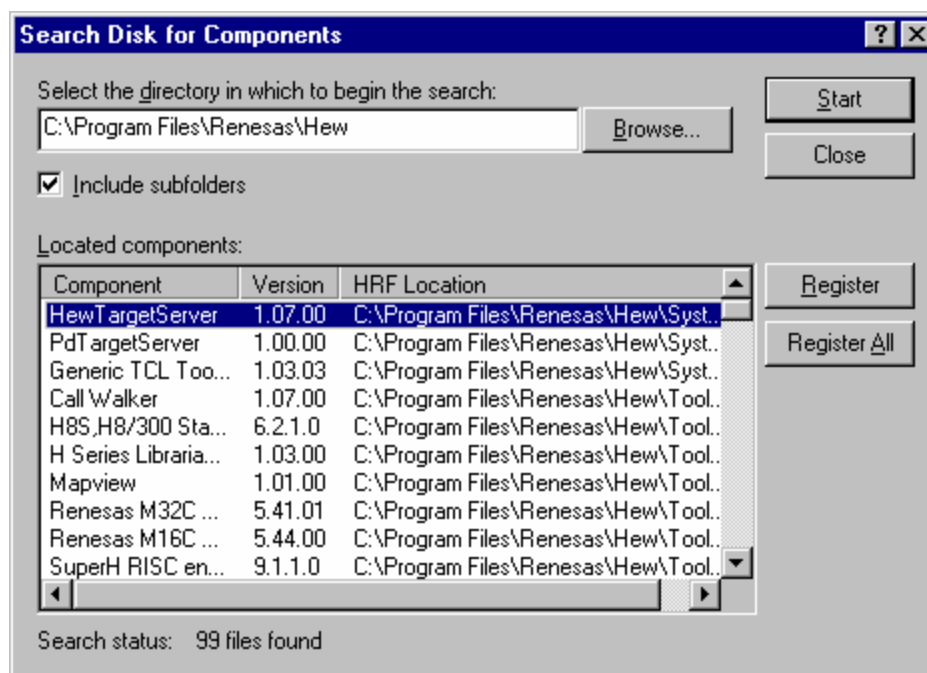 Search Disk for Components
Select the directory in which to begin the search:
Start
C:\Program Files\Renesas\Hew
Browse...
Close
Include subfolders
Located components:
Component Version HRF Location
Register
HewTargetServer 1.07.00 C:\Program Files\Renesas\Hew\Syst..
PdTargetServer 1.00.00 C:\Program Files\Renesas\Hew\Syst..
Register All
Generic TCL Too... 1.03.03 C:\Program Files\Renesas\Hew\Syst..
Call Walker 1.07.00 C:\Program Files\Renesas\Hew\Tool..
H8S,H8/300 Sta... 6.2.1.0 C:\Program Files\Renesas\Hew\Tool..
H Series Libraria... 1.03.00 C:\Program Files\Renesas\Hew\Tool..
Mapview 1.01.00 C:\Program Files\Renesas\Hew\Tool..
Renesas M32C ... 5.41.01 C:\Program Files\Renesas\Hew\Tool..
Renesas M16C ... 5.44.00 C:\Program Files\Renesas\Hew\Tool..
SuperH RISC en... 9.1.1.0 C:\Program Files\Renesas\Hew\Tool..
Search status: 99 files found